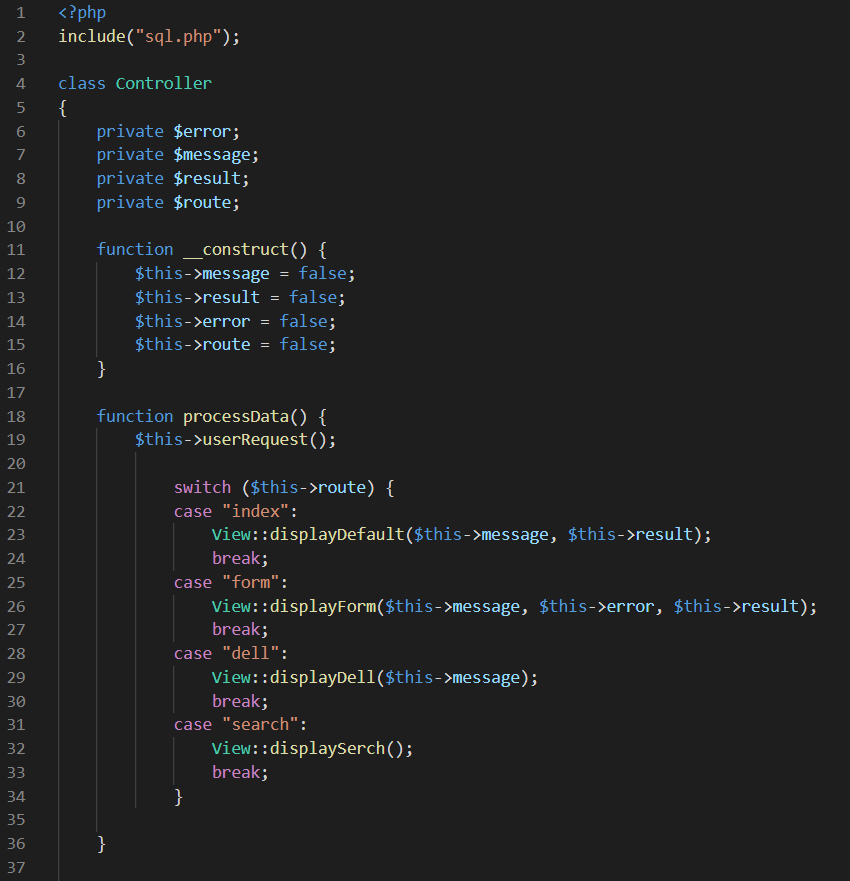 1 <?php
2 include("sql.php");
3
4 class Controller
5 {
6     private $error;
7     private $message;
8     private $result;
9     private $route;
10
11     function __construct() {
12         $this->message = false;
13         $this->result = false;
14         $this->error = false;
15         $this->route = false;
16     }
17
18     function processData() {
19         $this->userRequest();
20
21             switch ($this->route) {
22             case "index":
23                 View::displayDefault($this->message, $this->result);
24                 break;
25             case "form":
26                 View::displayForm($this->message, $this->error, $this->result);
27                 break;
28             case "dell":
29                 View::displayDell($this->message);
30                 break;
31             case "search":
32                 View::displaySerch();
33                 break;
34             }
35
36     }
37